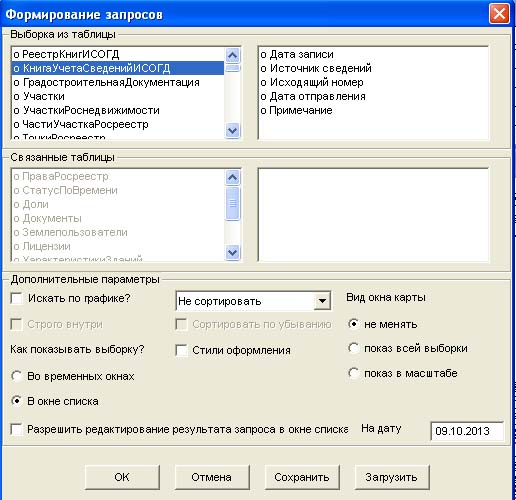 Формирование запросов
Выборка из таблицы
о РеестрКнигИСОГД
о КнигаУчетаСведенийИСОГД
о ГрадостроительнаяДокументация
о Участки
о УчасткиРоснедвижимости
о ЧастиУчасткаРосреестр
о ТочкиРосреестр
о Дата записи
о Источник сведений
о Исходящий номер
о Дата отправления
о Примечание
Связанные таблицы
о ПраваРосреестр
о СтатусПоВремени
о Доли
о Документы
о Землепользователи
о Лицензии
о ХарактеристикиЗданий
Дополнительные параметры
Искать по графике?
Не сортировать
Вид окна карты
Строго внутри
Сортировать по убыванию
не менять
Как показывать выборку?
Стили оформления
показ всей выборки
Во временных окнах
показ в масштабе
В окне списка
Разрешить редактирование результата запроса в окне списка
На дату
09.10.2013
ОК
Отмена
Сохранить
Загрузить